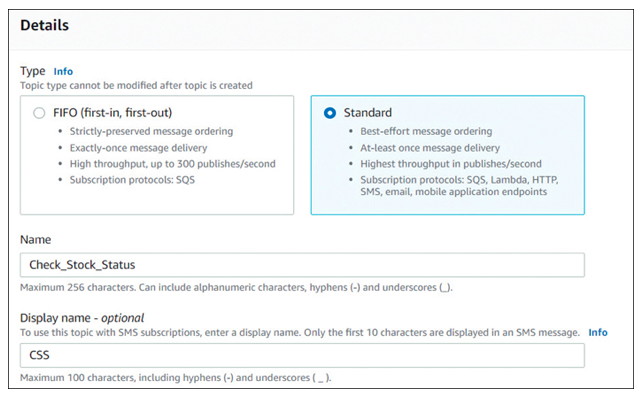 Details
Type Info
Topic type cannot be modified after topic is created
FIFO (first-in, first-out)
• Strictly-preserved message ordering
• Exactly-once message delivery
• High throughput, up to 300 publishes/second
• Subscription protocols: SQS
Standard
• Best-effort message ordering
• At-least once message delivery
• Highest throughput in publishes/second
• Subscription protocols: SQS, Lambda, HTTP,
SMS, email, mobile application endpoints
Name
Check_Stock_Status
Maximum 256 characters. Can include alphanumeric characters, hyphens (-) and underscores (_).
Display name - optional
To use this topic with SMS subscriptions, enter a display name. Only the first 10 characters are displayed in an SMS message. Info
CSS
Maximum 100 characters, including hyphens (-) and underscores ( _ ).